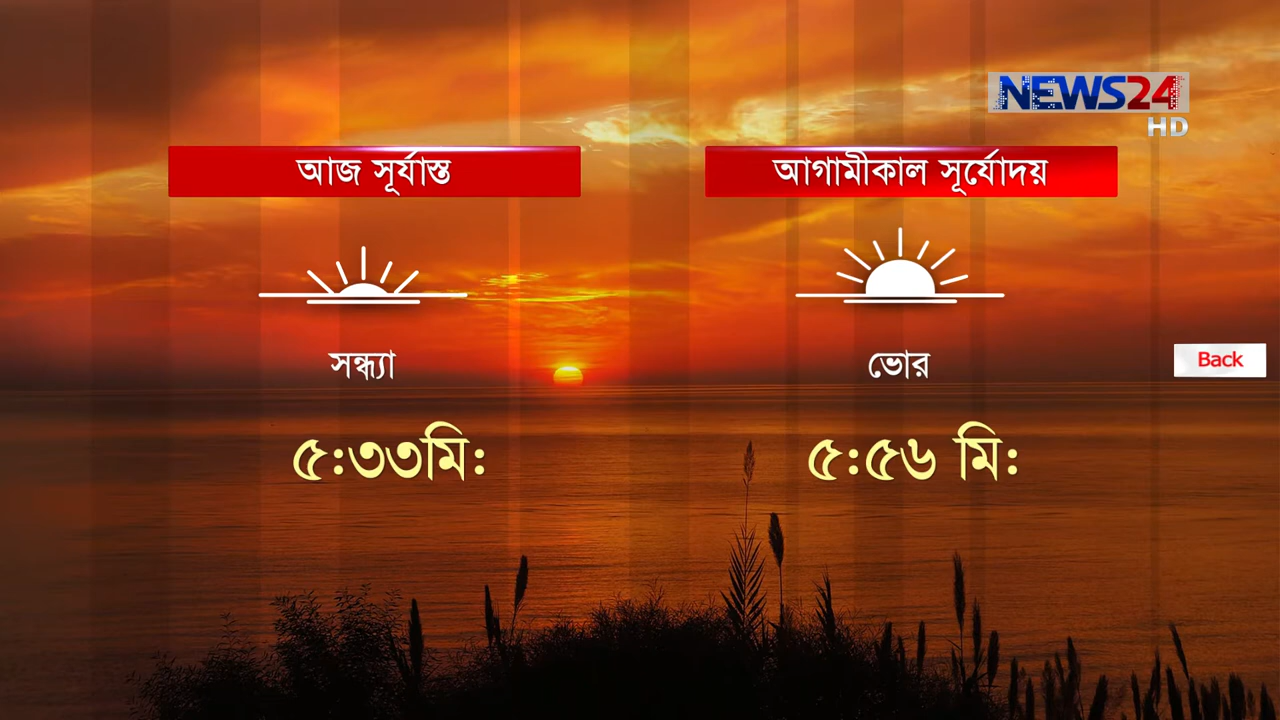 NEWS24
HD
আজ সূর্যাস্ত
আগামীকাল সূর্যোদয়
সন্ধ্যা
ভোর
Back
৫:৩৩মি:
৫:৫৬ মি: